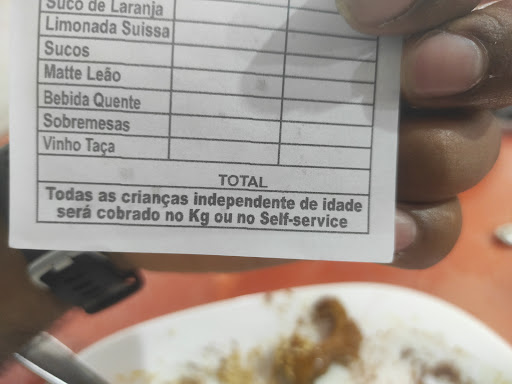 Suco de Laranja
Limonada Suissa
Sucos
Matte Leão
Bebida Quente
Sobremesas
Vinho Taça
TOTAL
Todas as crianças independente de idade
será cobrado no Kg ou no Self-service